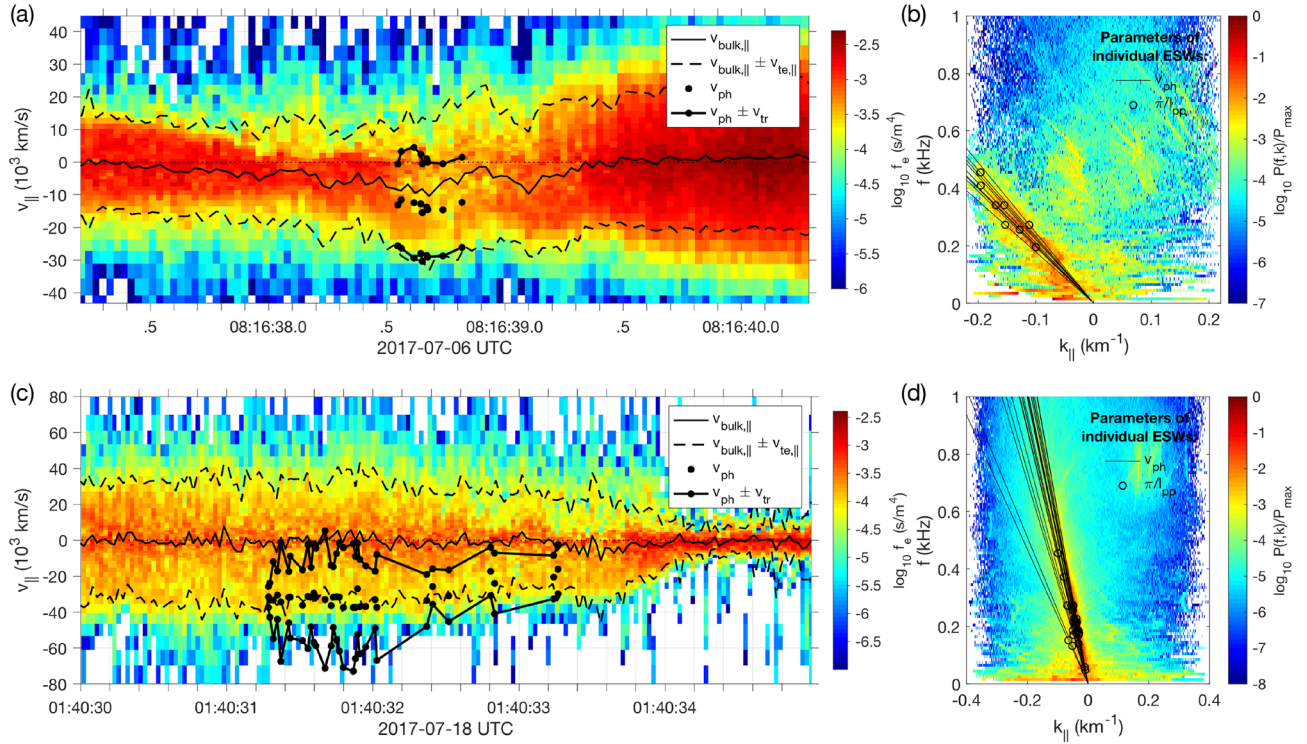 (a)
v∥ (10³ km/s)
40
30
20
10
0
-10
-20
-30
-40
v_bulk,∥
v_bulk,∥ ± v_te,∥
v_ph
v_ph ± v_tr
.5
08:16:38.0
.5
08:16:39.0
.5
08:16:40.0
2017-07-06 UTC
-2.5
-3
-3.5
-4
-4.5
-5
-5.5
-6
log₁₀ f_e (s/m⁴)
(b)
f (kHz)
1
0.8
0.6
0.4
0.2
0
Parameters of
individual ESWs:
v_ph
π/l_pp
-0.2
-0.1
0
0.1
0.2
k∥ (km⁻¹)
0
-1
-2
-3
-4
-5
-6
-7
log₁₀ P(f,k)/P_max
(c)
v∥ (10³ km/s)
80
60
40
20
0
-20
-40
-60
-80
v_bulk,∥
v_bulk,∥ ± v_te,∥
v_ph
v_ph ± v_tr
01:40:30
01:40:31
01:40:32
01:40:33
01:40:34
2017-07-18 UTC
-2.5
-3
-3.5
-4
-4.5
-5
-5.5
-6
-6.5
log₁₀ f_e (s/m⁴)
(d)
f (kHz)
1
0.8
0.6
0.4
0.2
0
Parameters of
individual ESWs:
v_ph
π/l_pp
-0.4
-0.2
0
0.2
0.4
k∥ (km⁻¹)
0
-1
-2
-3
-4
-5
-6
-7
-8
log₁₀ P(f,k)/P_max